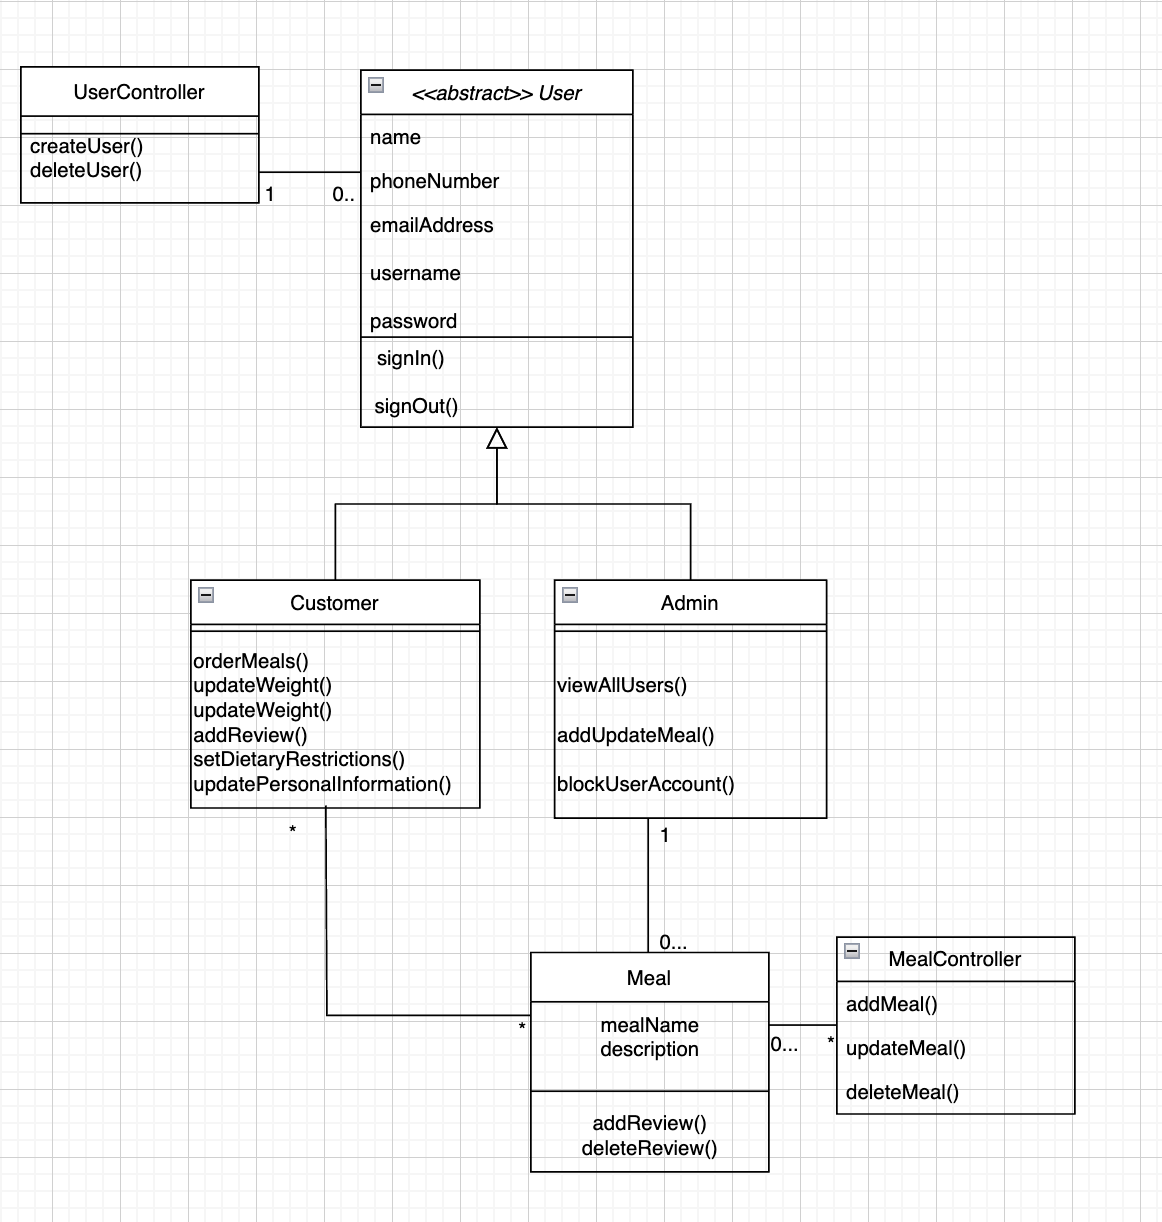 UserController
createUser()
deleteUser()
1
0..
<<abstract>> User
name
phoneNumber
emailAddress
username
password
signIn()
signOut()
Customer
orderMeals()
updateWeight()
updateWeight()
addReview()
setDietaryRestrictions()
updatePersonalInformation()
*
*
Admin
viewAllUsers()
addUpdateMeal()
blockUserAccount()
1
0...
Meal
mealName
description
addReview()
deleteReview()
0...
*
MealController
addMeal()
updateMeal()
deleteMeal()